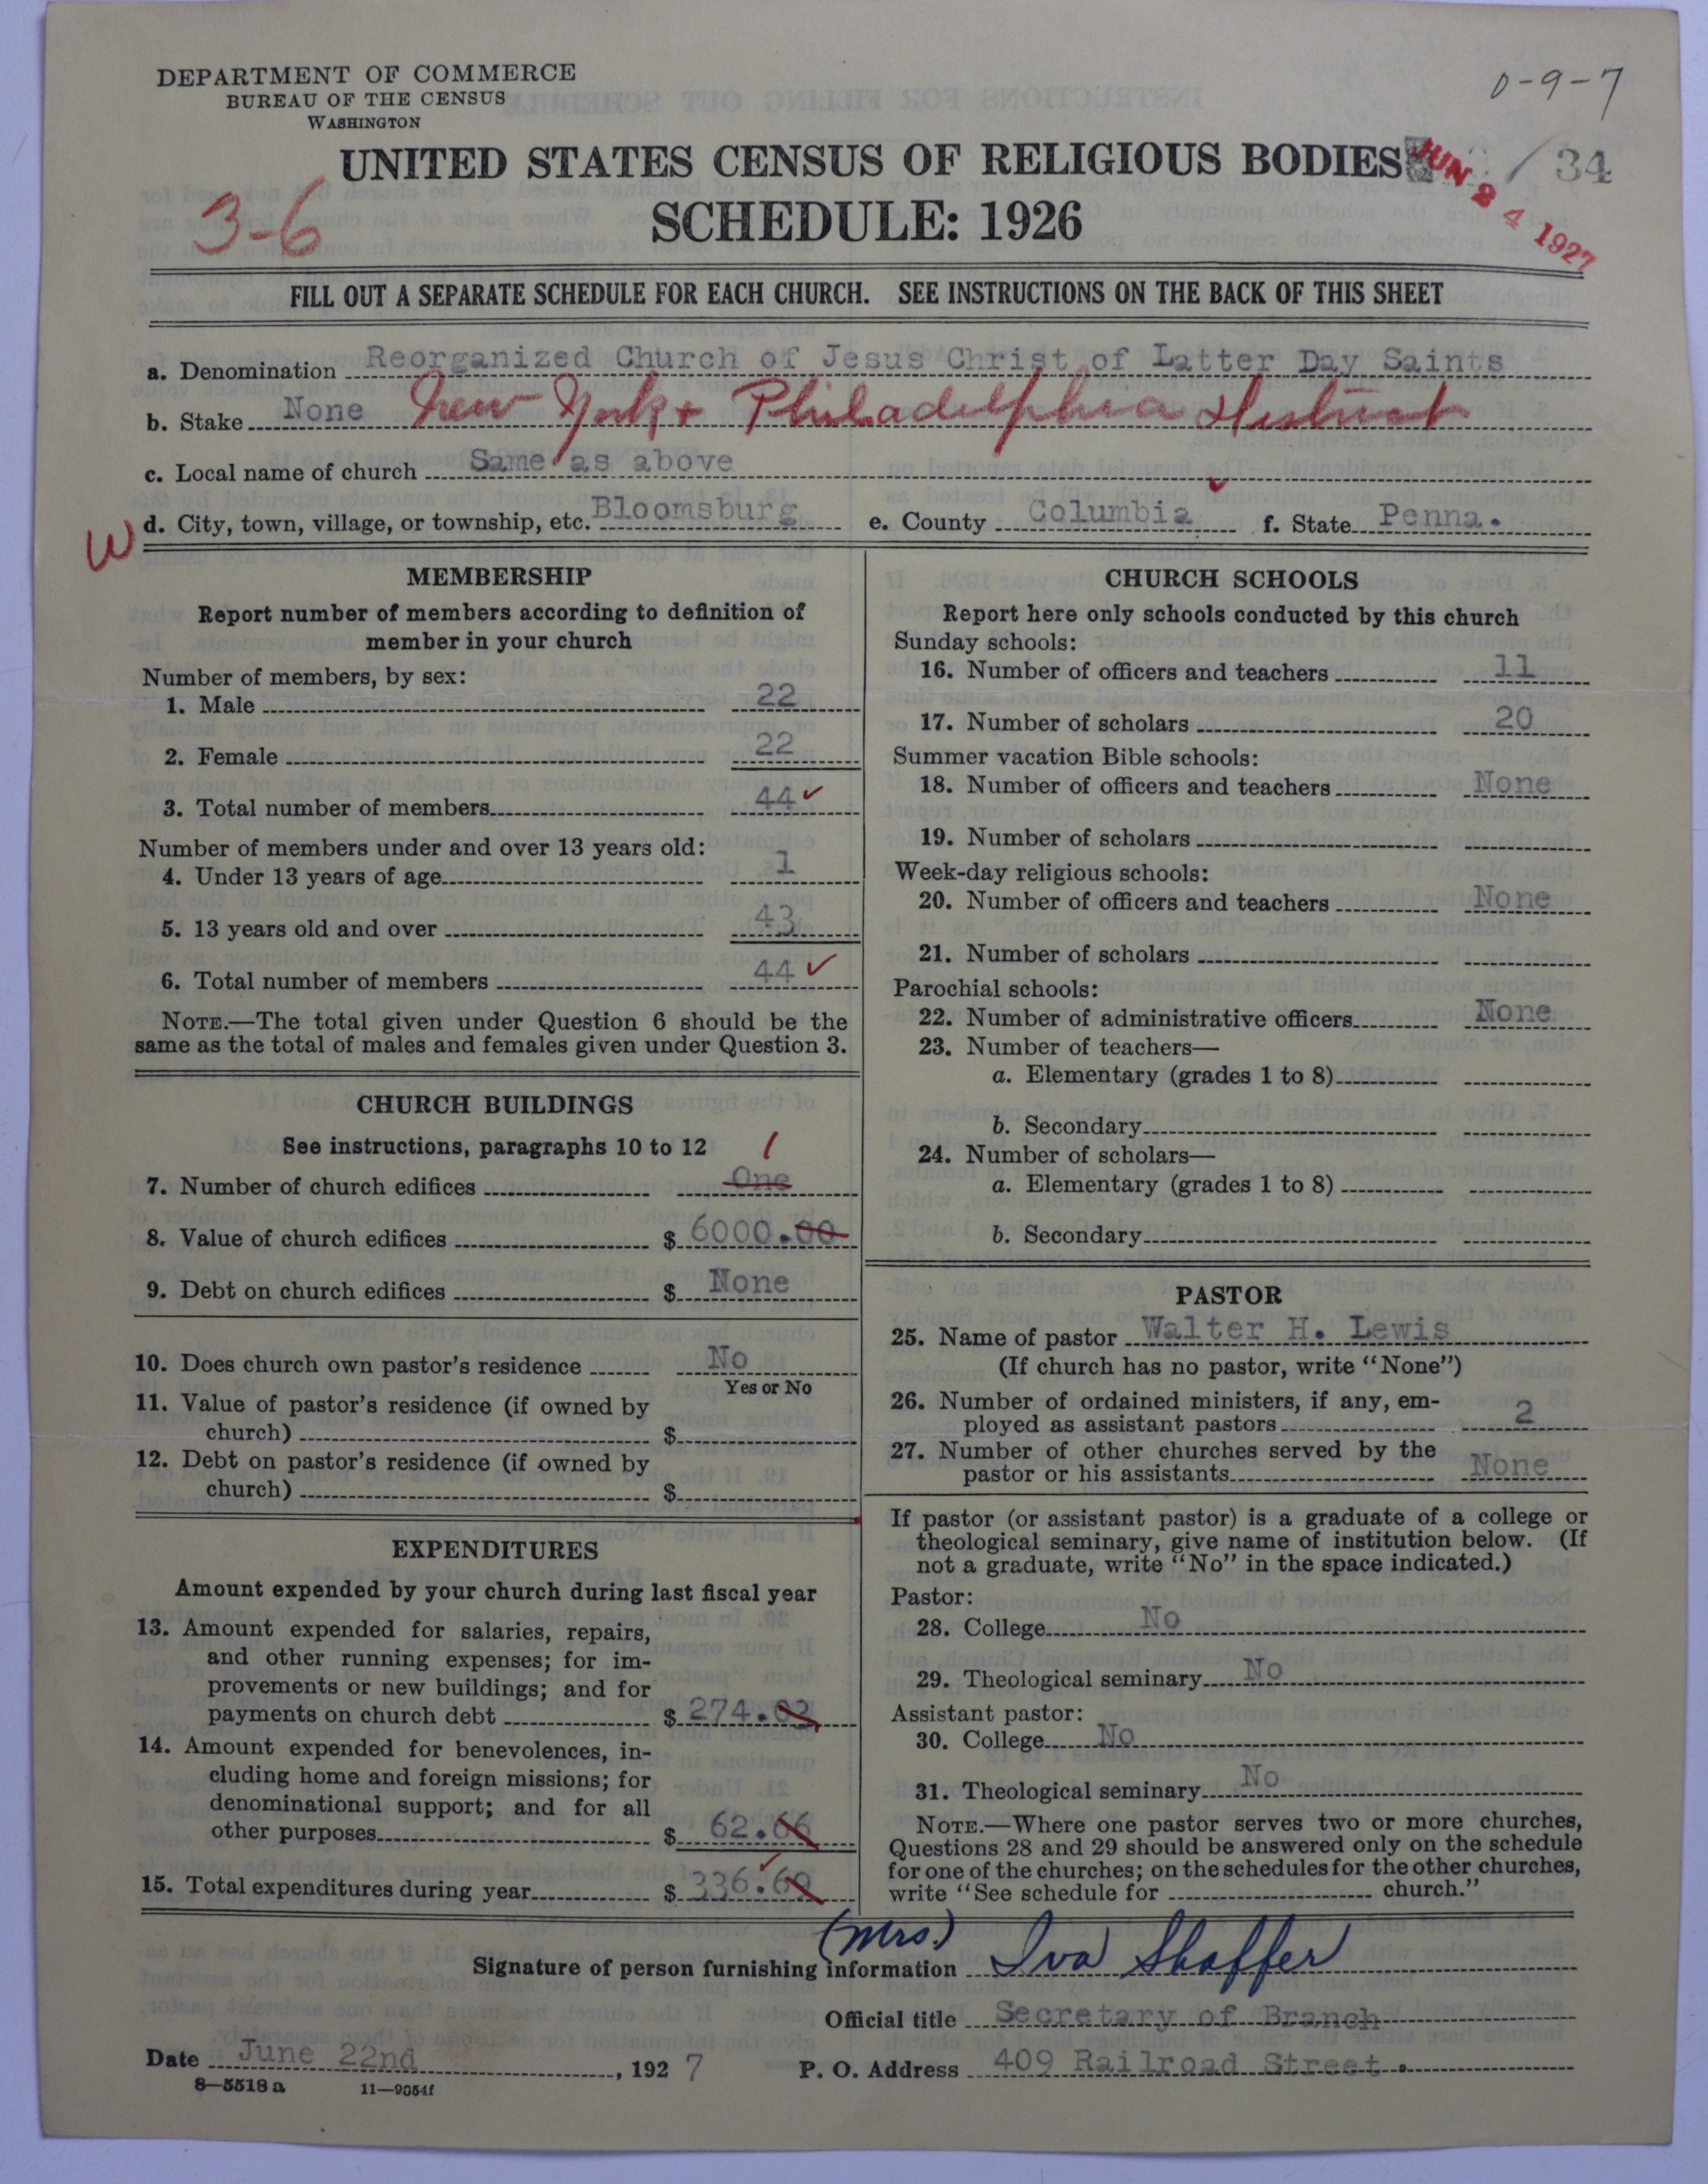 DEPARTMENT OF COMMERCE
BUREAU OF THE CENSUS
WASHINGTON
0-9-7
UNITED STATES CENSUS OF RELIGIOUS BODIES
SCHEDULE: 1926
/ 34
JUN 24 1927
3-6
FILL OUT A SEPARATE SCHEDULE FOR EACH CHURCH. SEE INSTRUCTIONS ON THE BACK OF THIS SHEET
a. Denomination Reorganized Church of Jesus Christ of Latter Day Saints
b. Stake None New York + Philadelphia District
c. Local name of church Same as above
W d. City, town, village, or township, etc. Bloomsburg e. County Columbia f. State Penna.
MEMBERSHIP
Report number of members according to definition of
member in your church
Number of members, by sex:
1. Male 22
2. Female 22
3. Total number of members 44 ✓
Number of members under and over 13 years old:
4. Under 13 years of age 1
5. 13 years old and over 43
6. Total number of members 44 ✓
NOTE.—The total given under Question 6 should be the
same as the total of males and females given under Question 3.
CHURCH BUILDINGS
See instructions, paragraphs 10 to 12
1
7. Number of church edifices One
8. Value of church edifices $ 6000.00
9. Debt on church edifices $ None
10. Does church own pastor's residence No
Yes or No
11. Value of pastor's residence (if owned by
church) $
12. Debt on pastor's residence (if owned by
church) $
EXPENDITURES
Amount expended by your church during last fiscal year
13. Amount expended for salaries, repairs,
and other running expenses; for im-
provements or new buildings; and for
payments on church debt $ 274.03
14. Amount expended for benevolences, in-
cluding home and foreign missions; for
denominational support; and for all
other purposes $ 62.66
15. Total expenditures during year $ 336.69
CHURCH SCHOOLS
Report here only schools conducted by this church
Sunday schools:
16. Number of officers and teachers 11
17. Number of scholars 20
Summer vacation Bible schools:
18. Number of officers and teachers None
19. Number of scholars
Week-day religious schools:
20. Number of officers and teachers None
21. Number of scholars
Parochial schools:
22. Number of administrative officers None
23. Number of teachers—
a. Elementary (grades 1 to 8)
b. Secondary
24. Number of scholars—
a. Elementary (grades 1 to 8)
b. Secondary
PASTOR
25. Name of pastor Walter H. Lewis
(If church has no pastor, write "None")
26. Number of ordained ministers, if any, em-
ployed as assistant pastors 2
27. Number of other churches served by the
pastor or his assistants None
If pastor (or assistant pastor) is a graduate of a college or
theological seminary, give name of institution below. (If
not a graduate, write "No" in the space indicated.)
Pastor:
28. College No
29. Theological seminary No
Assistant pastor:
30. College No
31. Theological seminary No
NOTE.—Where one pastor serves two or more churches,
Questions 28 and 29 should be answered only on the schedule
for one of the churches; on the schedules for the other churches,
write "See schedule for church."
Signature of person furnishing information (Mrs.) Iva Shaffer
Official title Secretary of Branch
Date June 22nd, 1927 P. O. Address 409 Railroad Street.
8—5518 a 11—9054f